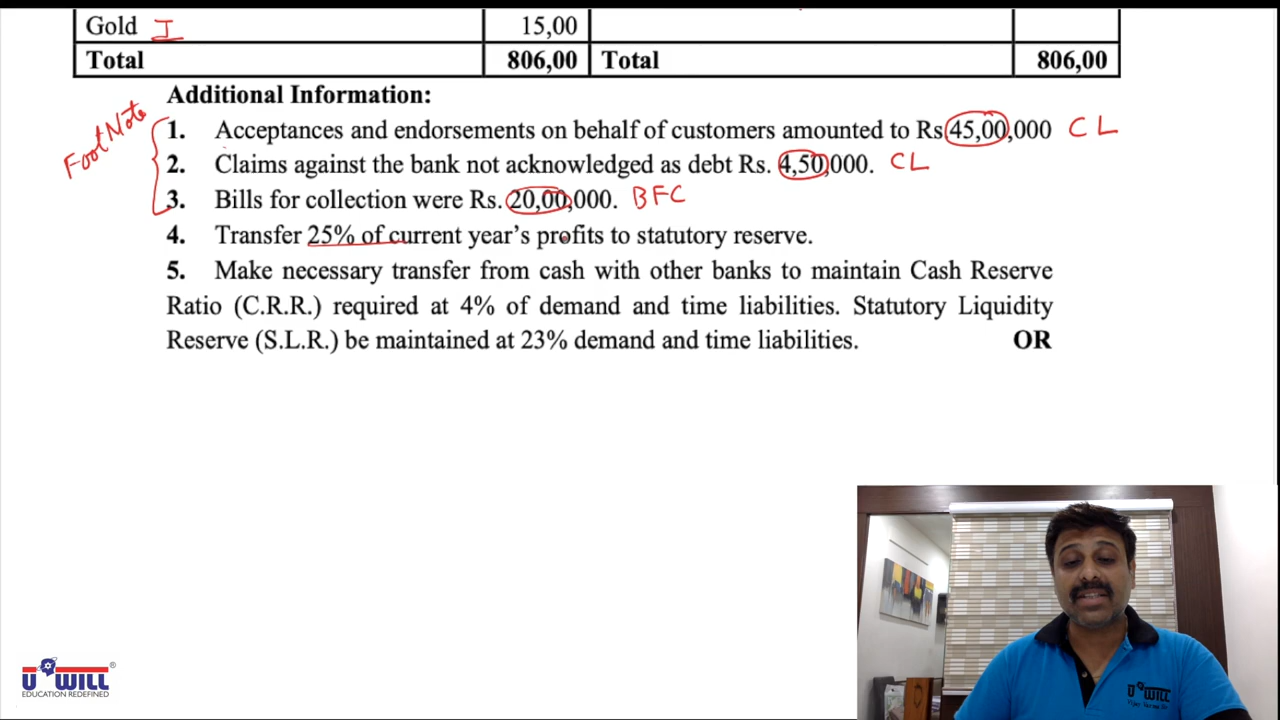 Gold I 15,00
Total 806,00 Total 806,00
Additional Information:
Foot Note
1. Acceptances and endorsements on behalf of customers amounted to Rs 45,00,000 CL
2. Claims against the bank not acknowledged as debt Rs. 4,50,000. CL
3. Bills for collection were Rs. 20,00,000. BFC
4. Transfer 25% of current year's profits to statutory reserve.
5. Make necessary transfer from cash with other banks to maintain Cash Reserve
Ratio (C.R.R.) required at 4% of demand and time liabilities. Statutory Liquidity
Reserve (S.L.R.) be maintained at 23% demand and time liabilities. OR
U WILL ®
EDUCATION REDEFINED
U WILL